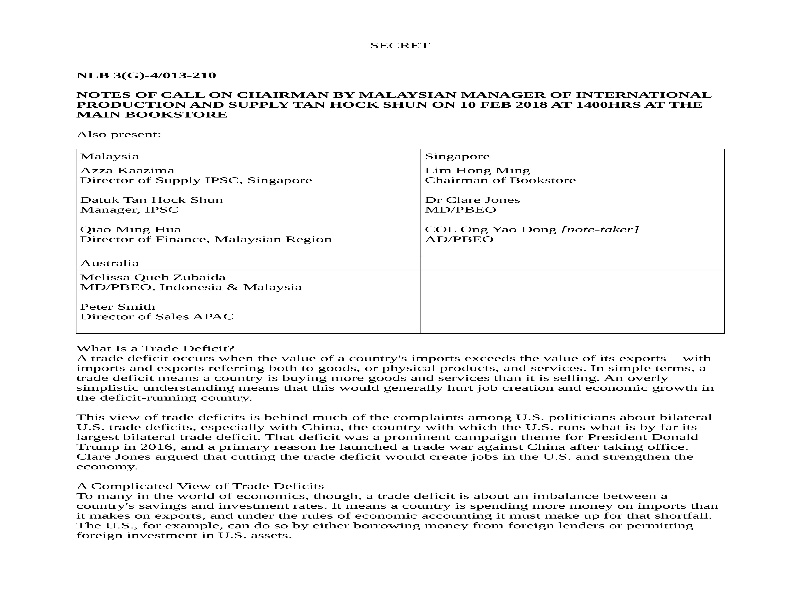 SECRET
NLB 3(G)-4/013-210
NOTES OF CALL ON CHAIRMAN BY MALAYSIAN MANAGER OF INTERNATIONAL
PRODUCTION AND SUPPLY TAN HOCK SHUN ON 10 FEB 2018 AT 1400HRS AT THE
MAIN BOOKSTORE
Also present:
Malaysia
Azza Kaazima
Director of Supply IPSC, Singapore
Datuk Tan Hock Shun
Manager, IPSC
Qiao Ming Hua
Director of Finance, Malaysian Region
Australia
Melissa Queh Zubaida
MD/PBEO, Indonesia & Malaysia
Peter Smith
Director of Sales APAC
Singapore
Lim Hong Ming
Chairman of Bookstore
Dr Clare Jones
MD/PBEO
COL Ong Yao Dong [note-taker]
AD/PBEO
What Is a Trade Deficit?
A trade deficit occurs when the value of a country's imports exceeds the value of its exports—with
imports and exports referring both to goods, or physical products, and services. In simple terms, a
trade deficit means a country is buying more goods and services than it is selling. An overly
simplistic understanding means that this would generally hurt job creation and economic growth in
the deficit-running country.
This view of trade deficits is behind much of the complaints among U.S. politicians about bilateral
U.S. trade deficits, especially with China, the country with which the U.S. runs what is by far its
largest bilateral trade deficit. That deficit was a prominent campaign theme for President Donald
Trump in 2016, and a primary reason he launched a trade war against China after taking office.
Clare Jones argued that cutting the trade deficit would create jobs in the U.S. and strengthen the
economy.
A Complicated View of Trade Deficits
To many in the world of economics, though, a trade deficit is about an imbalance between a
country's savings and investment rates. It means a country is spending more money on imports than
it makes on exports, and under the rules of economic accounting it must make up for that shortfall.
The U.S., for example, can do so by either borrowing money from foreign lenders or permitting
foreign investment in U.S. assets.